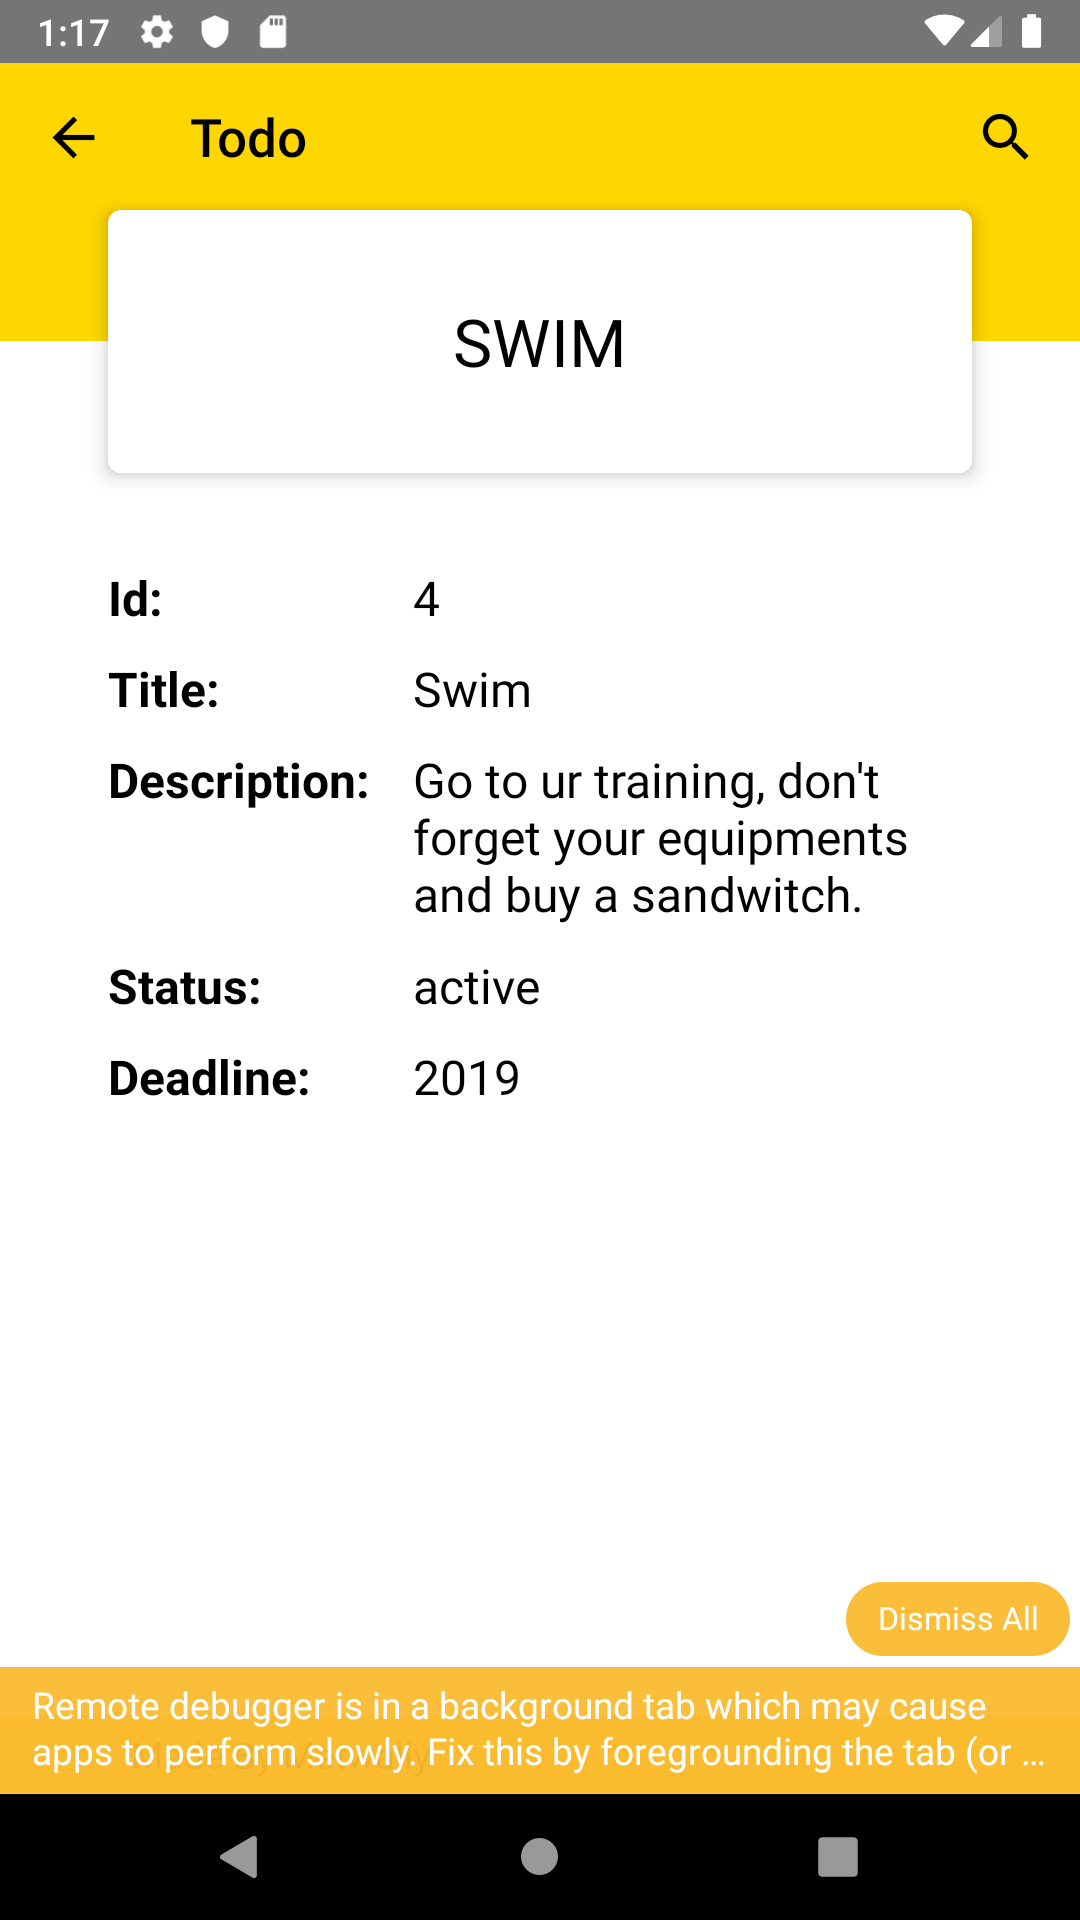 1:17
Todo
SWIM
Id: 4
Title: Swim
Description: Go to ur training, don't
forget your equipments
and buy a sandwitch.
Status: active
Deadline: 2019
Dismiss All
Remote debugger is in a background tab which may cause
apps to perform slowly. Fix this by foregrounding the tab (or ...